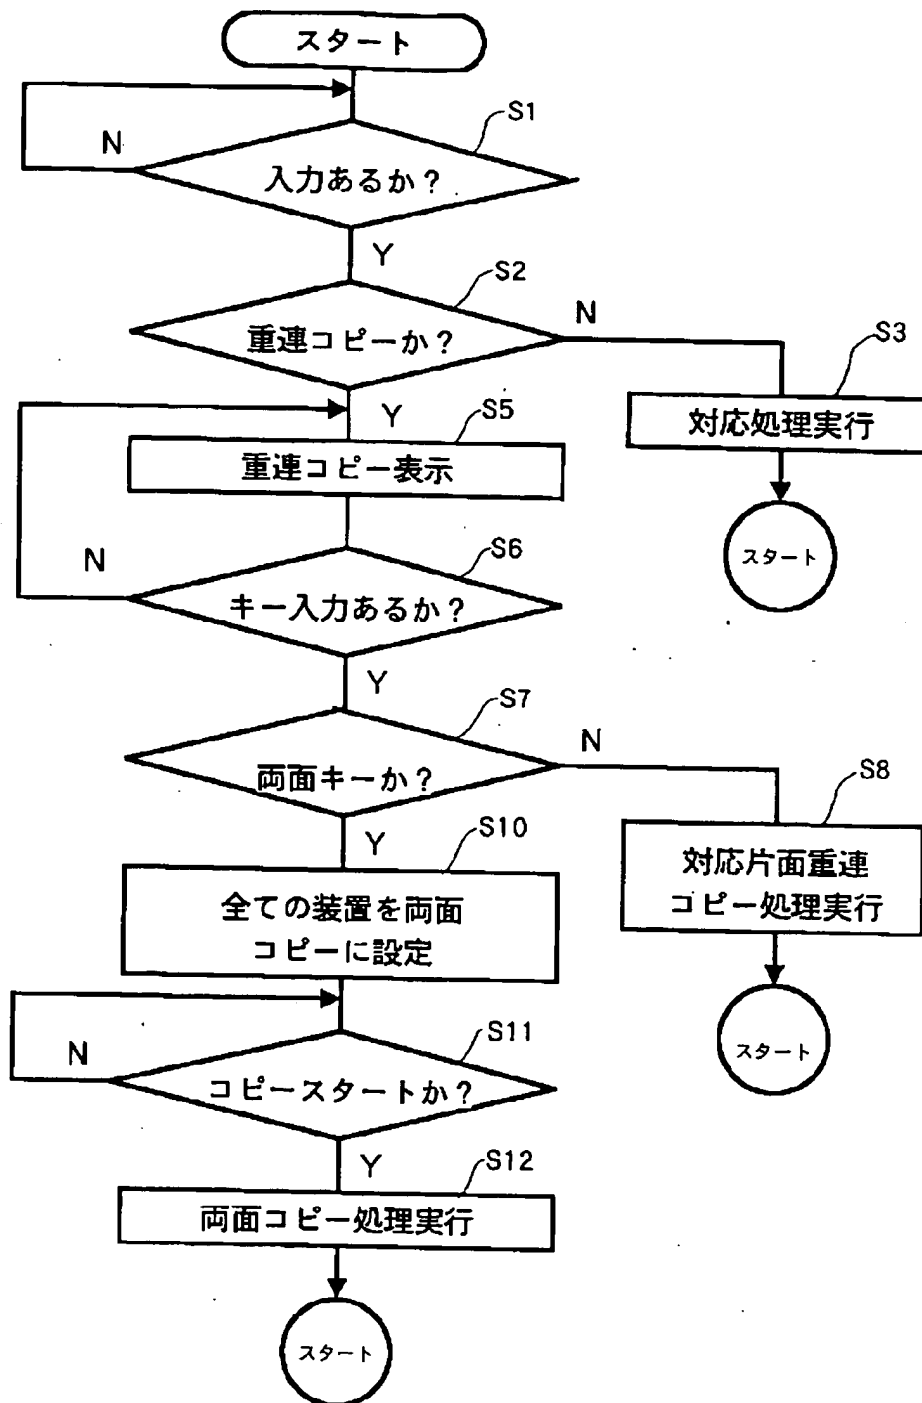 スタート
S1
N
入力あるか?
Y
S2
N
重連コピーか?
S3
Y
S5
対応処理実行
重連コピー表示
スタート
S6
N
キー入力あるか?
Y
S7
N
両面キーか?
S8
Y
S10
対応片面重連
コピー処理実行
全ての装置を両面
コピーに設定
S11
N
スタート
コピースタートか?
Y
S12
両面コピー処理実行
スタート